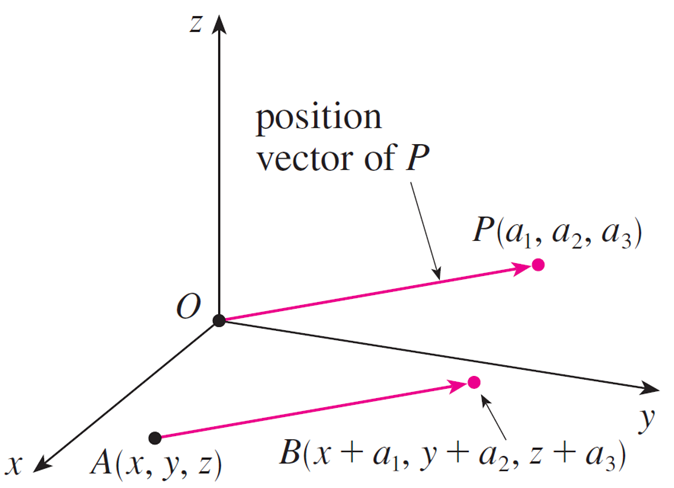 z
position
vector of P
P(a₁, a₂, a₃)
O
y
x
A(x, y, z)
B(x + a₁, y + a₂, z + a₃)